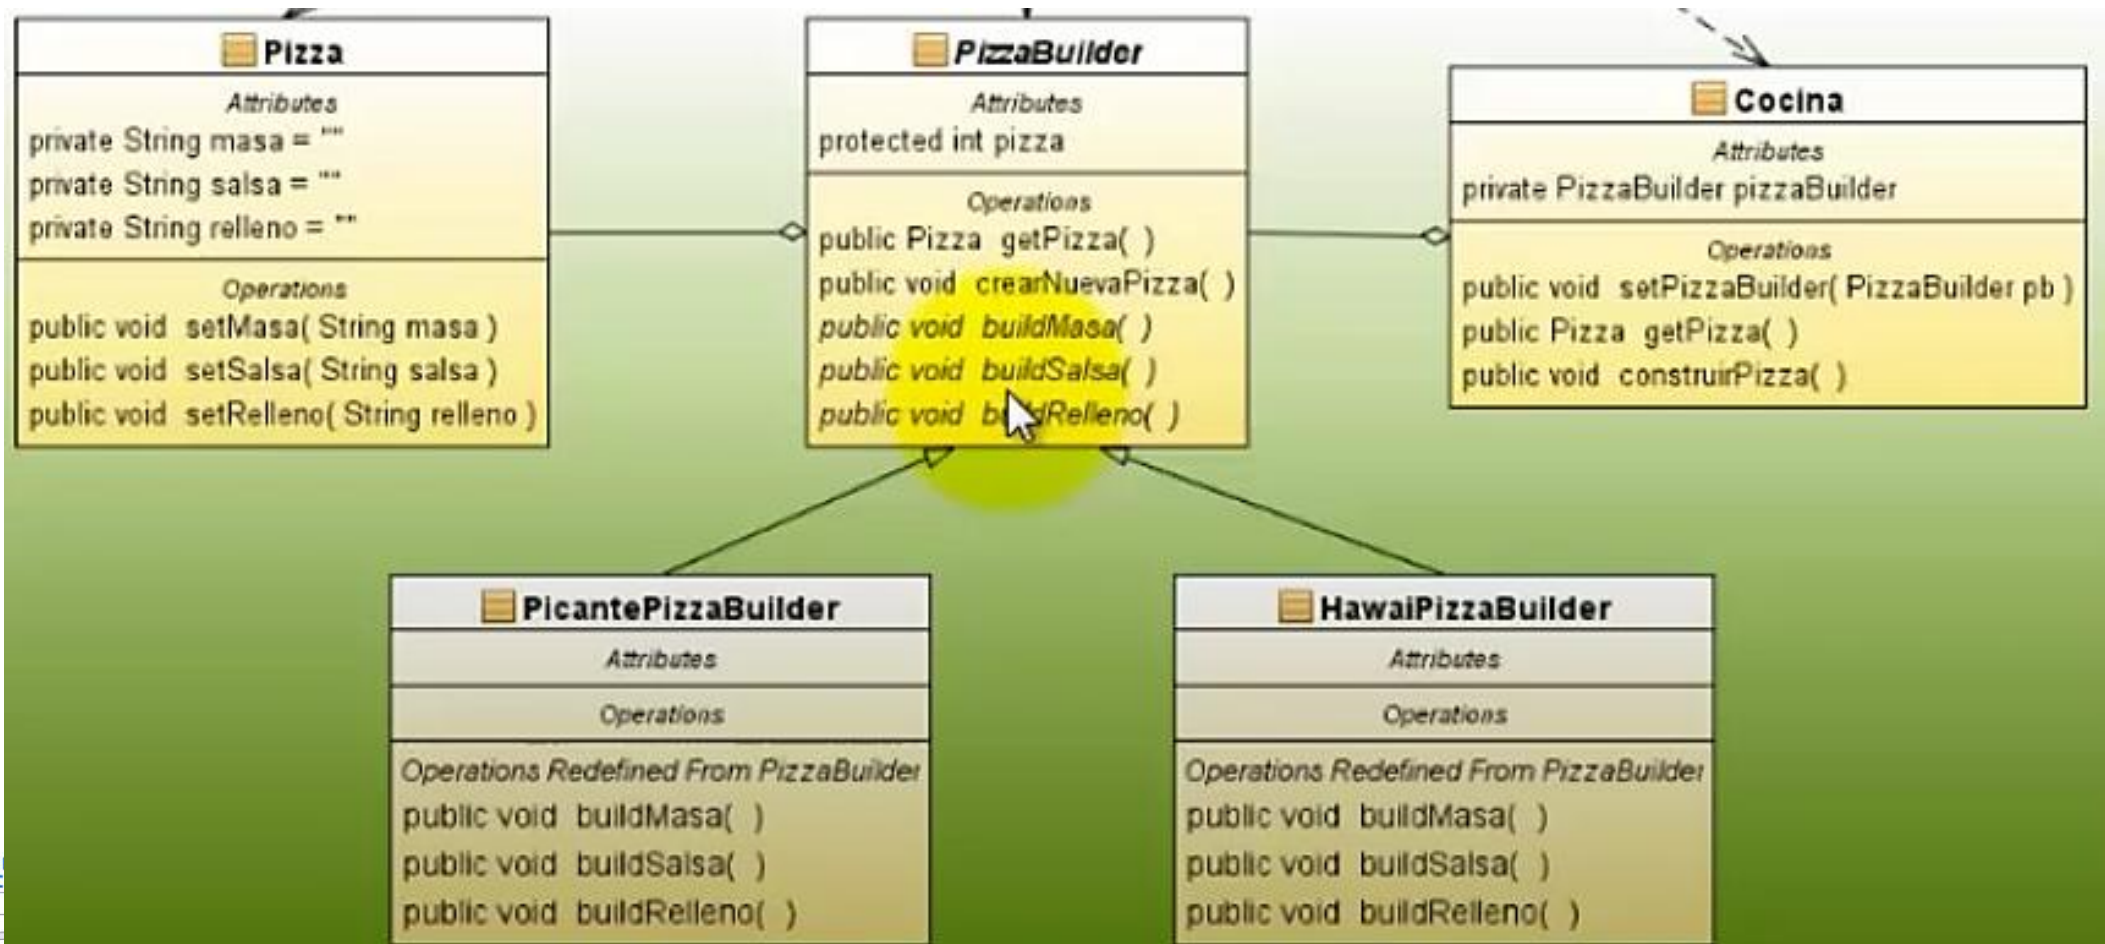 Pizza
Attributes
private String masa = ""
private String salsa = ""
private String relleno = ""
Operations
public void setMasa( String masa )
public void setSalsa( String salsa )
public void setRelleno( String relleno )
PizzaBuilder
Attributes
protected int pizza
Operations
public Pizza getPizza( )
public void crearNuevaPizza( )
public void buildMasa( )
public void buildSalsa( )
public void buildRelleno( )
Cocina
Attributes
private PizzaBuilder pizzaBuilder
Operations
public void setPizzaBuilder( PizzaBuilder pb )
public Pizza getPizza( )
public void construirPizza( )
PicantePizzaBuilder
Attributes
Operations
Operations Redefined From PizzaBuilder
public void buildMasa( )
public void buildSalsa( )
public void buildRelleno( )
HawaiPizzaBuilder
Attributes
Operations
Operations Redefined From PizzaBuilder
public void buildMasa( )
public void buildSalsa( )
public void buildRelleno( )